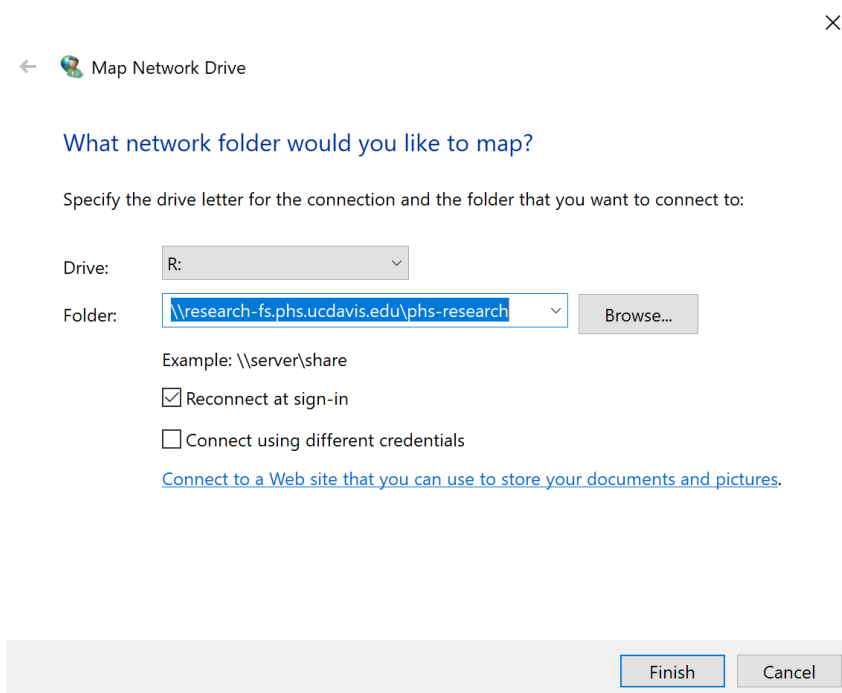 Map Network Drive
What network folder would you like to map?
Specify the drive letter for the connection and the folder that you want to connect to:
Drive: R:
Folder: \\research-fs.phs.ucdavis.edu\phs-research Browse...
Example: \\server\share
Reconnect at sign-in
Connect using different credentials
Connect to a Web site that you can use to store your documents and pictures.
Finish Cancel